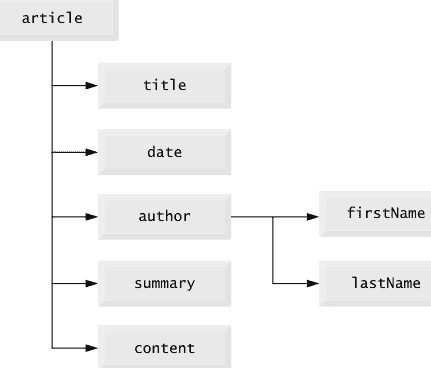 article
title
date
author
firstName
summary
lastName
content